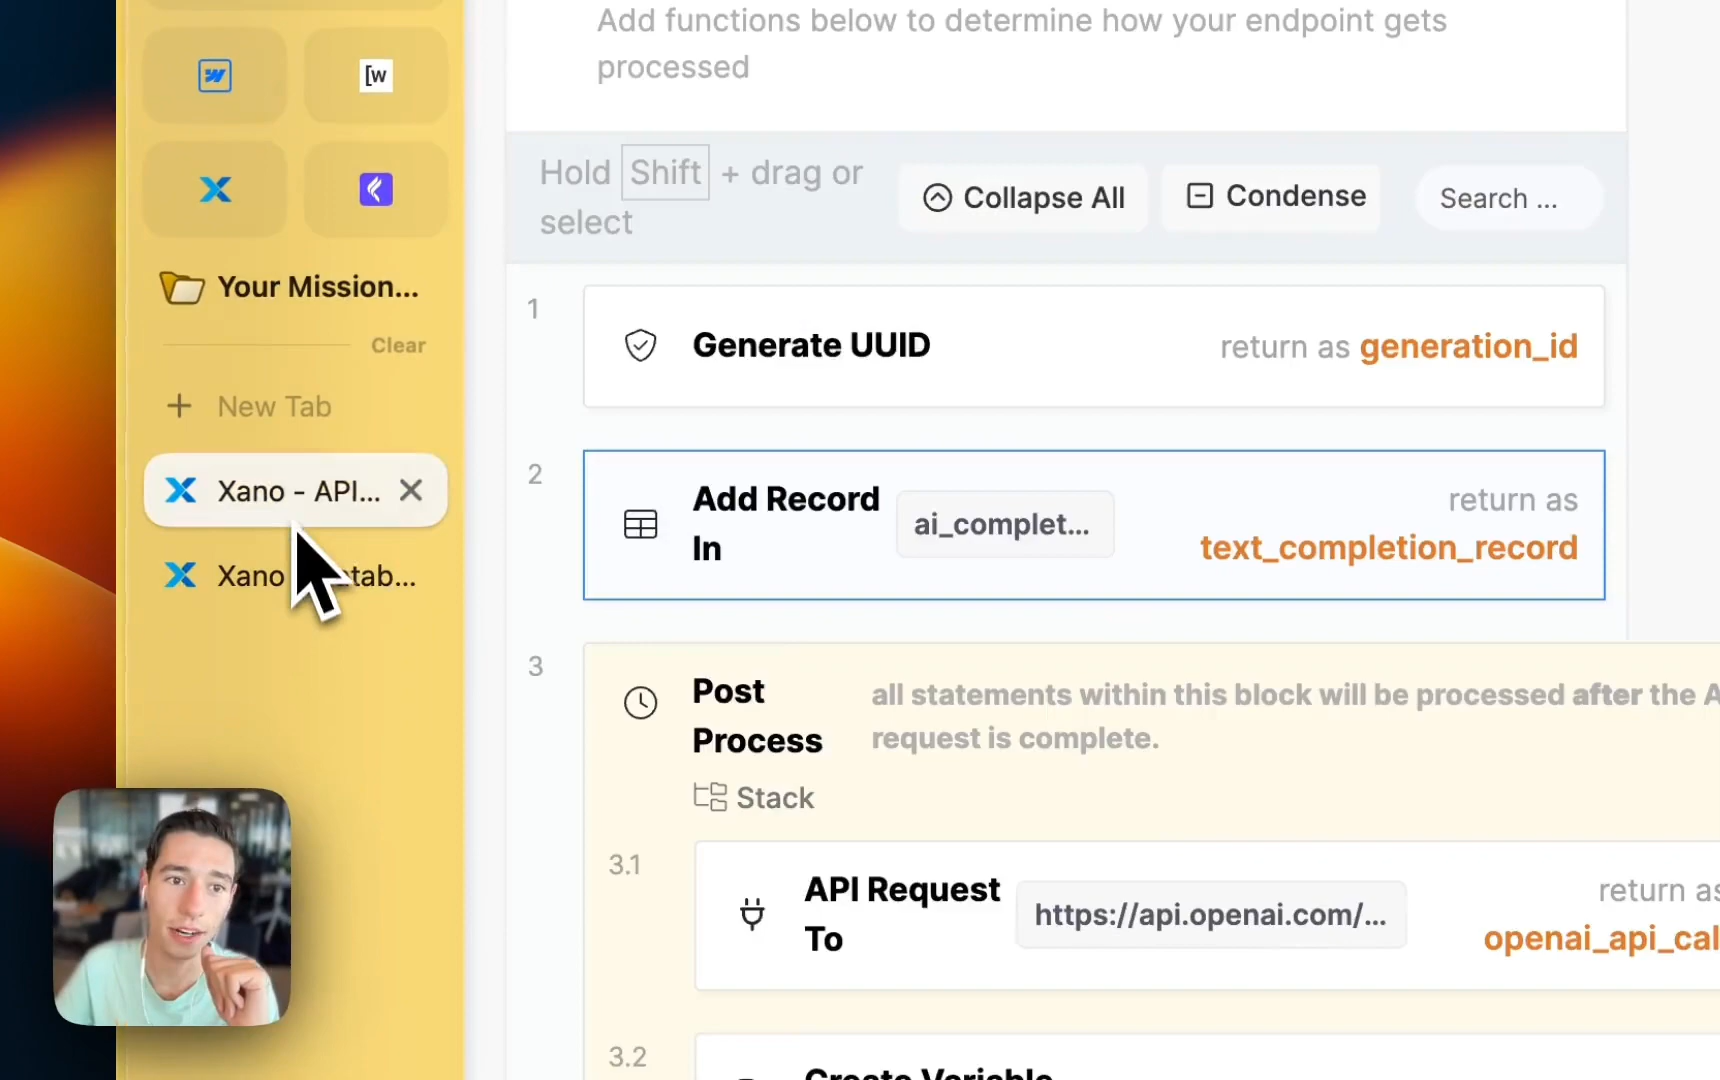 Add functions below to determine how your endpoint gets
processed
Hold Shift + drag or
select
Collapse All
Condense
Search ...
[w
Your Mission...
Clear
New Tab
Xano - API...
Xano
tab...
1
Generate UUID
return as generation_id
2
Add Record
In
ai_complet...
return as
text_completion_record
3
Post
Process
all statements within this block will be processed after the A
request is complete.
Stack
3.1
API Request
To
https://api.openai.com/...
return as
openai_api_cal
3.2
Create Variable